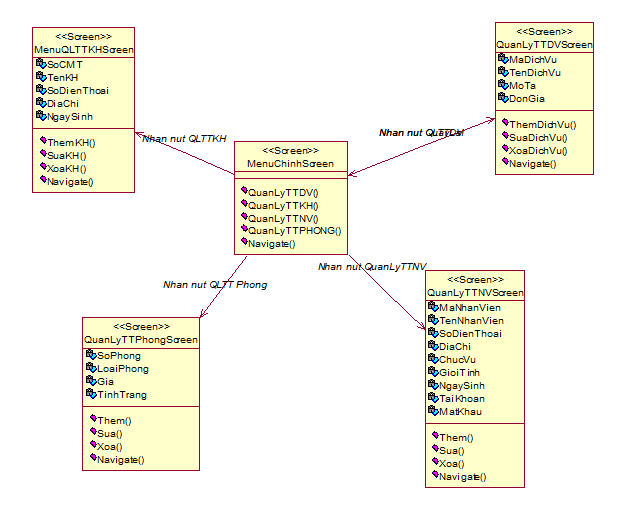 <<Screen>>
MenuQLTTKHScreen
SoCMT
TenKH
SoDienThoai
DiaChi
NgaySinh
ThemKH()
SuaKH()
XoaKH()
Navigate()
<<Screen>>
QuanLyTTDVScreen
MaDichVu
TenDichVu
MoTa
DonGia
ThemDichVu()
SuaDichVu()
XoaDichVu()
Navigate()
Nhan nut QLTTKH
Nhan nut
<<Screen>>
MenuChinhScreen
QuanLyTTDV()
QuanLyTTKH()
QuanLyTTNV()
QuanLyTTPHONG()
Navigate()
Nhan nut QLTT Phong
Nhan nut QuanLyTTNV
<<Screen>>
QuanLyTTPhongScreen
SoPhong
LoaiPhong
Gia
TinhTrang
Them()
Sua()
Xoa()
Navigate()
<<Screen>>
QuanLyTTNVScreen
MaNhanVien
TenNhanVien
SoDienThoai
DiaChi
ChucVu
GioiTinh
NgaySinh
TaiKhoan
MatKhau
Them()
Sua()
Xoa()
Navigate()